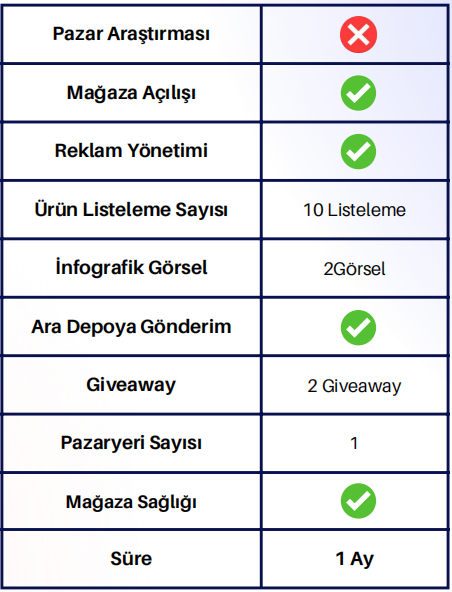 Pazar Araştırması
Mağaza Açılışı
Reklam Yönetimi
Ürün Listeleme Sayısı 10 Listeleme
İnfografik Görsel 2Görsel
Ara Depoya Gönderim
Giveaway 2 Giveaway
Pazaryeri Sayısı 1
Mağaza Sağlığı
Süre 1 Ay